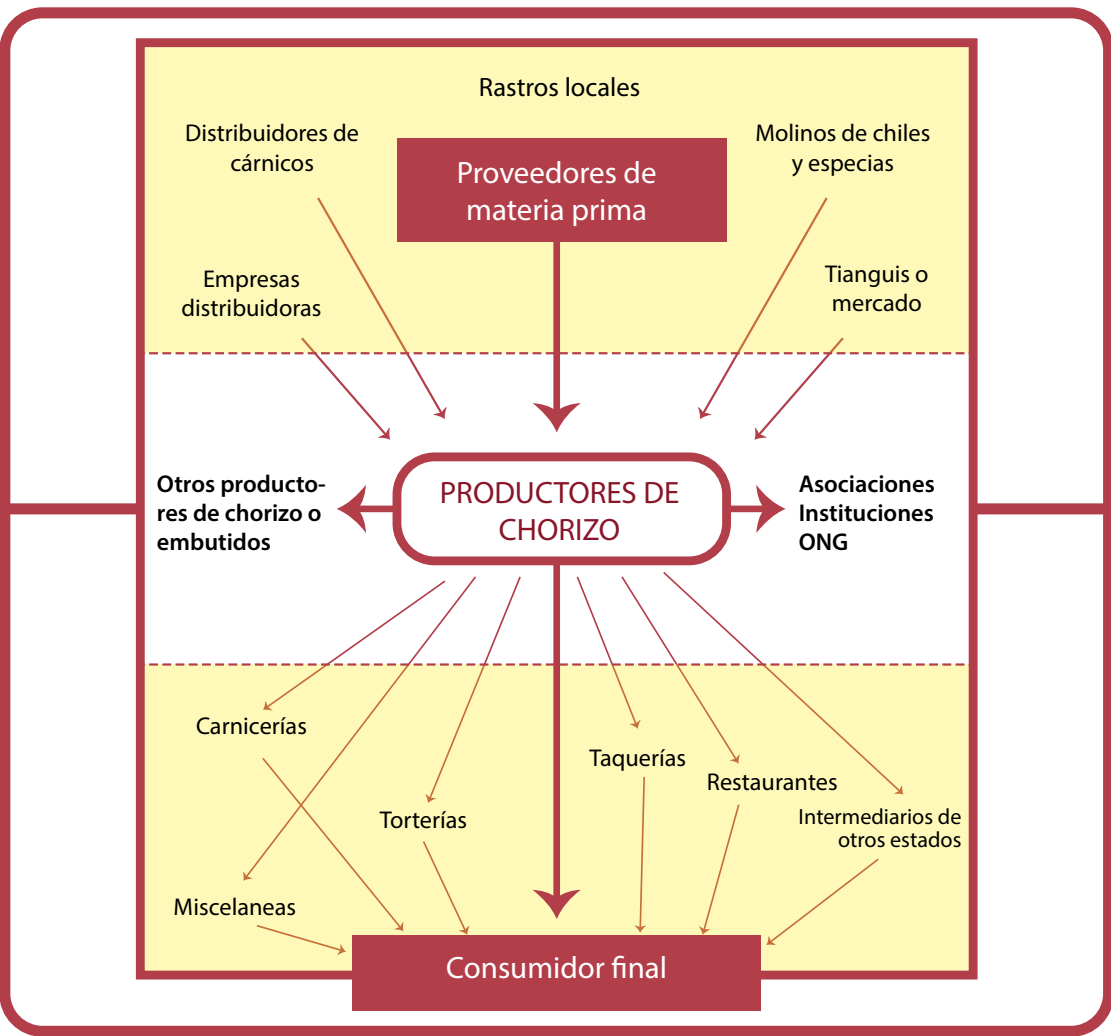 Rastros locales
Distribuidores de
cárnicos
Proveedores de
materia prima
Molinos de chiles
y especias
Empresas
distribuidoras
Tianguis o
mercado
Otros producto-
res de chorizo o
embutidos
PRODUCTORES DE
CHORIZO
Asociaciones
Instituciones
ONG
Carnicerías
Taquerías
Restaurantes
Torterías
Intermediarios de
otros estados
Miscelaneas
Consumidor final